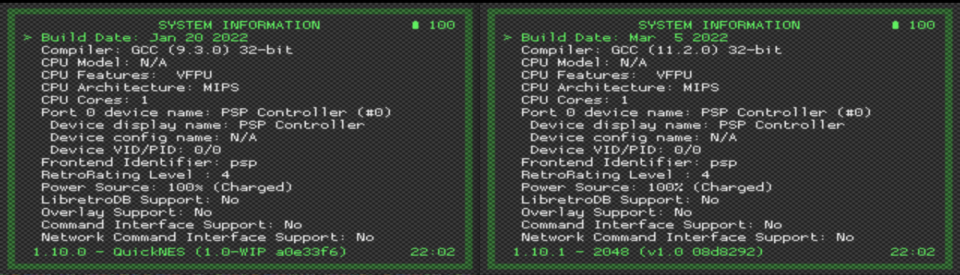 SYSTEM INFORMATION 100
> Build Date: Jan 20 2022
Compiler: GCC (9.3.0) 32-bit
CPU Model: N/A
CPU Features: VFPU
CPU Architecture: MIPS
CPU Cores: 1
Port 0 device name: PSP Controller (#0)
Device display name: PSP Controller
Device config name: N/A
Device VID/PID: 0/0
Frontend Identifier: psp
RetroRating Level : 4
Power Source: 100% (Charged)
LibretroDB Support: No
Overlay Support: No
Command Interface Support: No
Network Command Interface Support: No
1.10.0 - QuickNES (1.0-WIP a0e33f6) 22:02
SYSTEM INFORMATION 100
> Build Date: Mar 5 2022
Compiler: GCC (11.2.0) 32-bit
CPU Model: N/A
CPU Features: VFPU
CPU Architecture: MIPS
CPU Cores: 1
Port 0 device name: PSP Controller (#0)
Device display name: PSP Controller
Device config name: N/A
Device VID/PID: 0/0
Frontend Identifier: psp
RetroRating Level : 4
Power Source: 100% (Charged)
LibretroDB Support: No
Overlay Support: No
Command Interface Support: No
Network Command Interface Support: No
1.10.1 - 2048 (v1.0 08d8292) 22:02